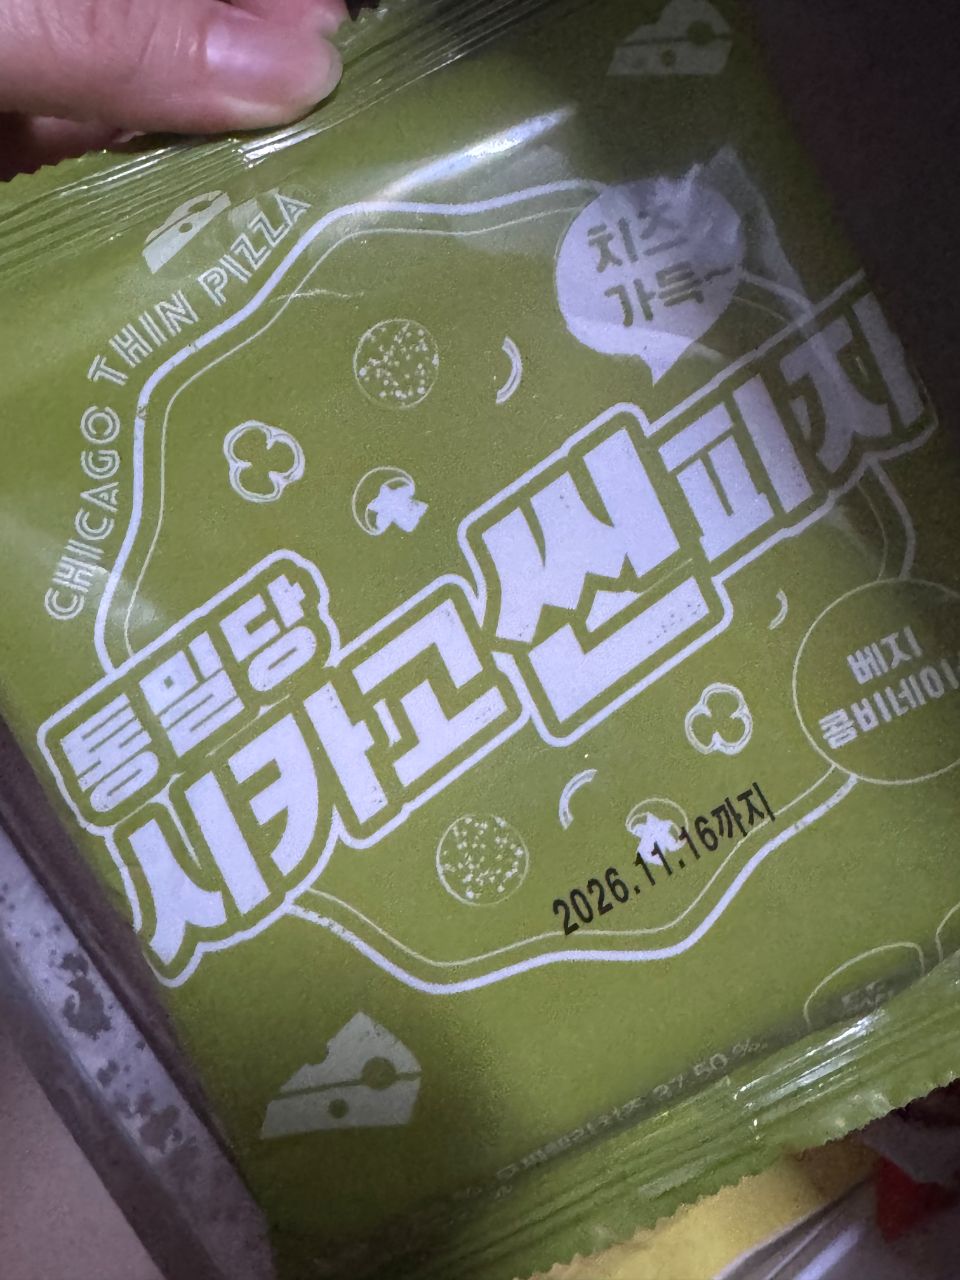 CHICAGO THIN PIZZA
치즈
가득~
통밀당
시카고 씬 피자
베지
콤비네이
2026.11.16까지